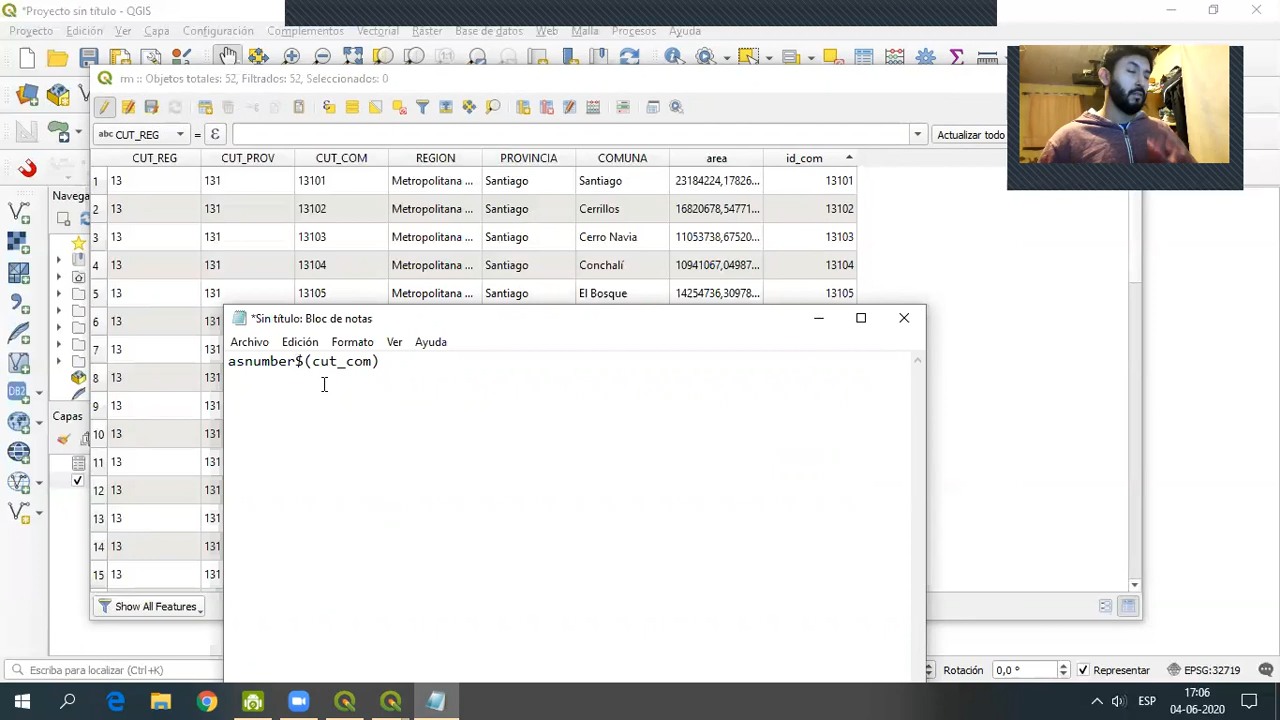 *Proyecto sin título - QGIS
Proyecto Edición Ver Capa Configuración Complementos Vectorial Ráster Base de datos Web Malla Procesos Ayuda
rm :: Objetos totales: 52, Filtrados: 52, Seleccionados: 0
abc CUT_REG = ε Actualizar todo
CUT_REG CUT_PROV CUT_COM REGION PROVINCIA COMUNA area id_com
1 13 131 13101 Metropolitana ... Santiago Santiago 23184224,17826... 13101
2 13 131 13102 Metropolitana ... Santiago Cerrillos 16820678,54771... 13102
3 13 131 13103 Metropolitana ... Santiago Cerro Navia 11053738,67520... 13103
4 13 131 13104 Metropolitana ... Santiago Conchalí 10941067,04987... 13104
5 13 131 13105 Metropolitana ... Santiago El Bosque 14254736,30978... 13105
6 13 131
7 13 131
8 13 131
9 13 131
10 13 131
11 13 131
12 13 131
13 13 131
14 13 131
15 13 131
Show All Features
Navega
Capas
DB2
*Sin título: Bloc de notas
Archivo Edición Formato Ver Ayuda
asnumber$(cut_com)
Escriba para localizar (Ctrl+K)
Rotación 0,0 ° Representar EPSG:32719
ESP
17:06
04-06-2020